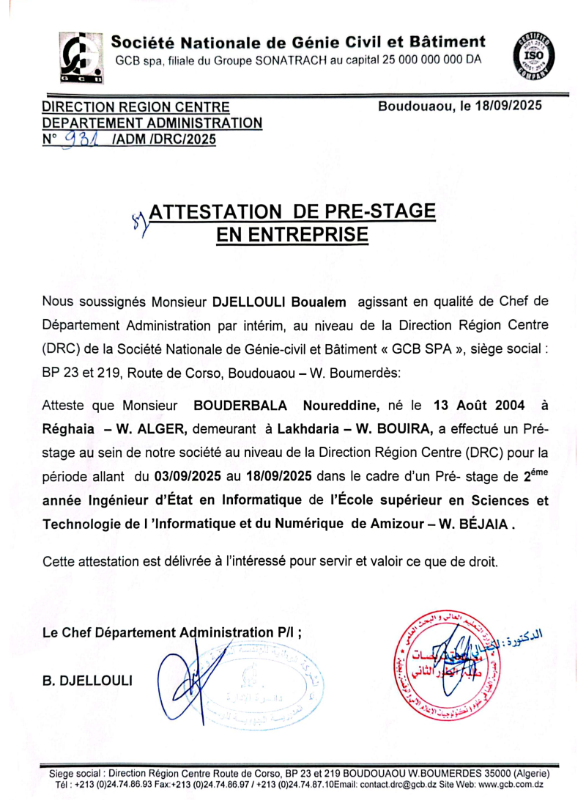 Société Nationale de Génie Civil et Bâtiment
GCB spa, filiale du Groupe SONATRACH au capital 25 000 000 000 DA
GCB
CERTIFIED
ISO
COMPANY
DIRECTION REGION CENTRE
Boudouaou, le 18/09/2025
DEPARTEMENT ADMINISTRATION
N° 931 /ADM /DRC/2025
ATTESTATION DE PRE-STAGE
EN ENTREPRISE
Nous soussignés Monsieur DJELLOULI Boualem agissant en qualité de Chef de
Département Administration par intérim, au niveau de la Direction Région Centre
(DRC) de la Société Nationale de Génie-civil et Bâtiment « GCB SPA », siège social :
BP 23 et 219, Route de Corso, Boudouaou – W. Boumerdès:
Atteste que Monsieur BOUDERBALA Noureddine, né le 13 Août 2004 à
Réghaia – W. ALGER, demeurant à Lakhdaria – W. BOUIRA, a effectué un Pré-
stage au sein de notre société au niveau de la Direction Région Centre (DRC) pour la
période allant du 03/09/2025 au 18/09/2025 dans le cadre d'un Pré- stage de 2éme
année Ingénieur d'État en Informatique de l'École supérieur en Sciences et
Technologie de l 'Informatique et du Numérique de Amizour – W. BÉJAIA .
Cette attestation est délivrée à l'intéressé pour servir et valoir ce que de droit.
Le Chef Département Administration P/I ;
B. DJELLOULI
الدكتورة :
الطور الثاني
Siege social : Direction Région Centre Route de Corso, BP 23 et 219 BOUDOUAOU W.BOUMERDES 35000 (Algerie)
Tél : +213 (0)24.74.86.93 Fax:+213 (0)24.74.86.97 / +213 (0)24.74.87.10Email: contact.drc@gcb.dz Site Web: www.gcb.com.dz